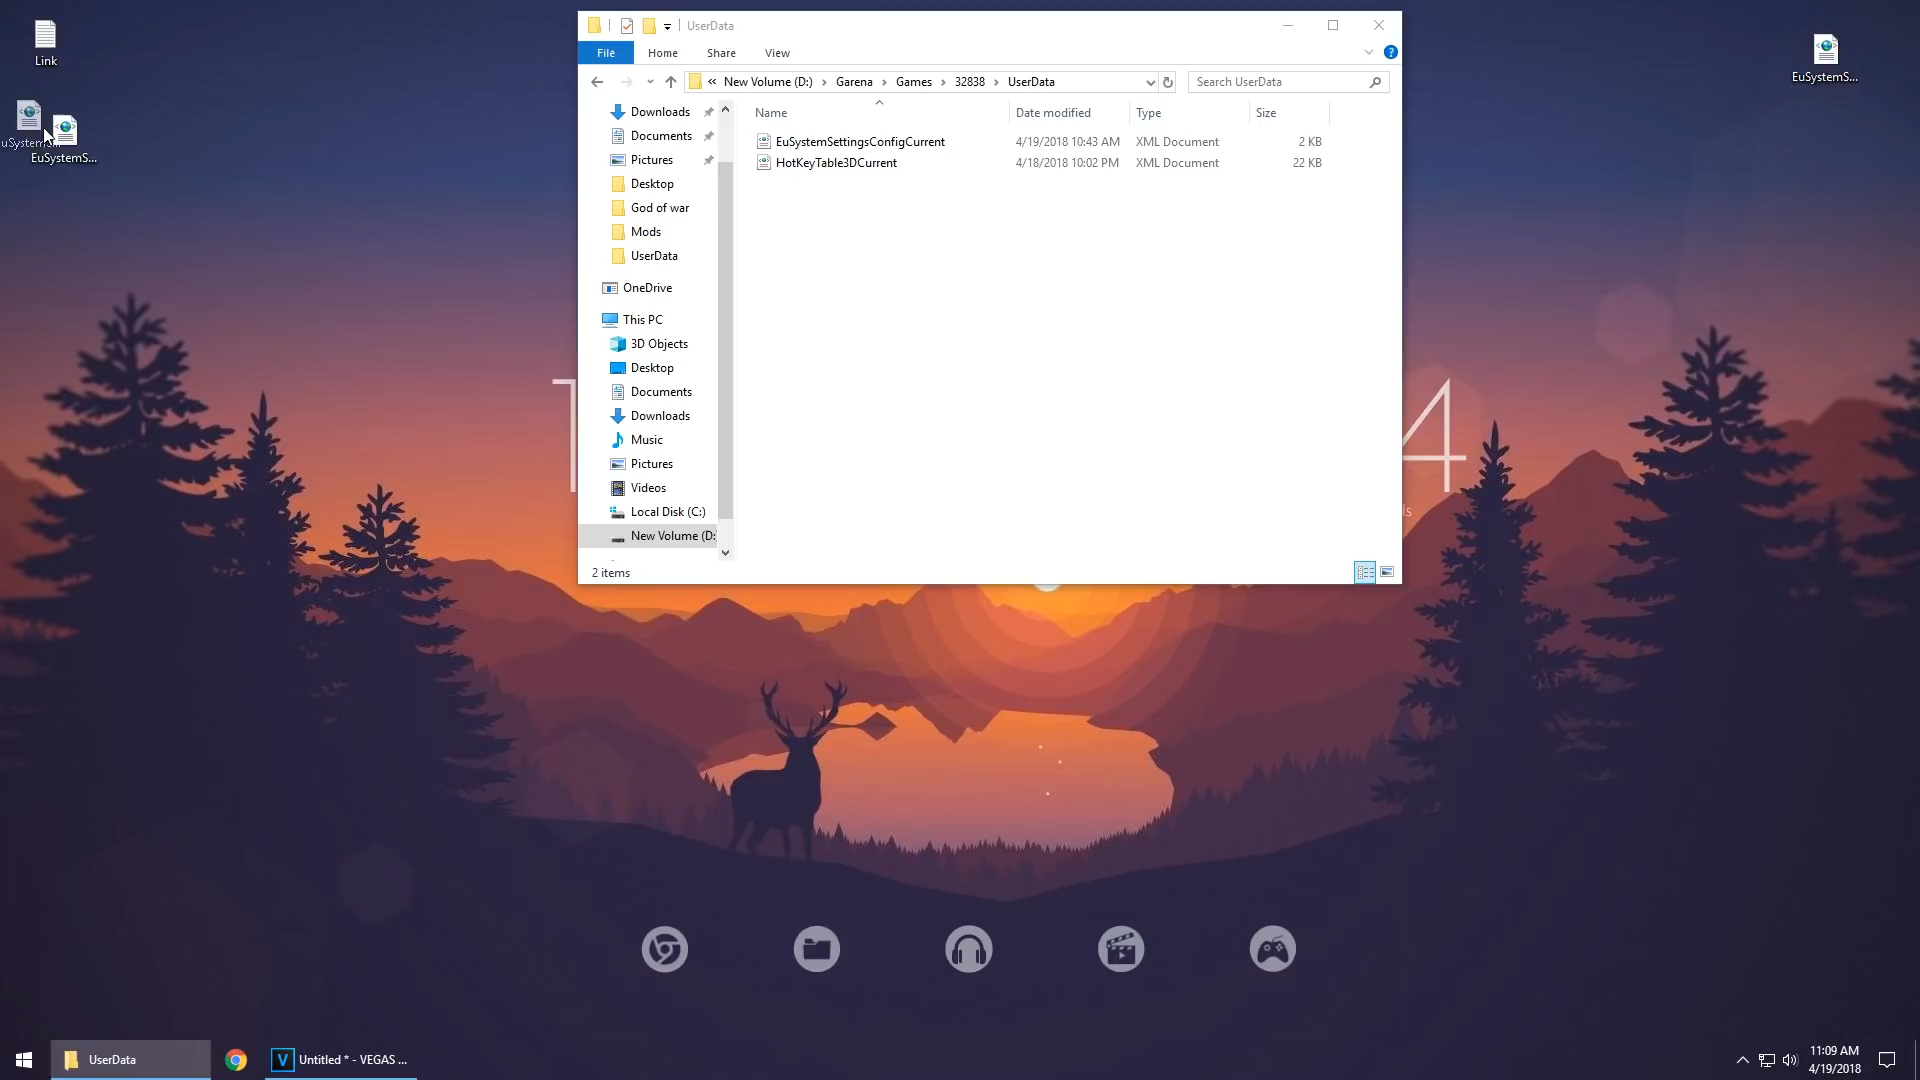 Link
EuSystemS...
uSystemS...
EuSystemS...
UserData
File
Home
Share
View
« New Volume (D:) › Garena › Games › 32838 › UserData
Search UserData
Name
Date modified
Type
Size
EuSystemSettingsConfigCurrent
4/19/2018 10:43 AM
XML Document
2 KB
HotKeyTable3DCurrent
4/18/2018 10:02 PM
XML Document
22 KB
Downloads
Documents
Pictures
Desktop
God of war
Mods
UserData
OneDrive
This PC
3D Objects
Desktop
Documents
Downloads
Music
Pictures
Videos
Local Disk (C:)
New Volume (D:
2 items
4
ls
UserData
V
Untitled * - VEGAS ...
11:09 AM
4/19/2018